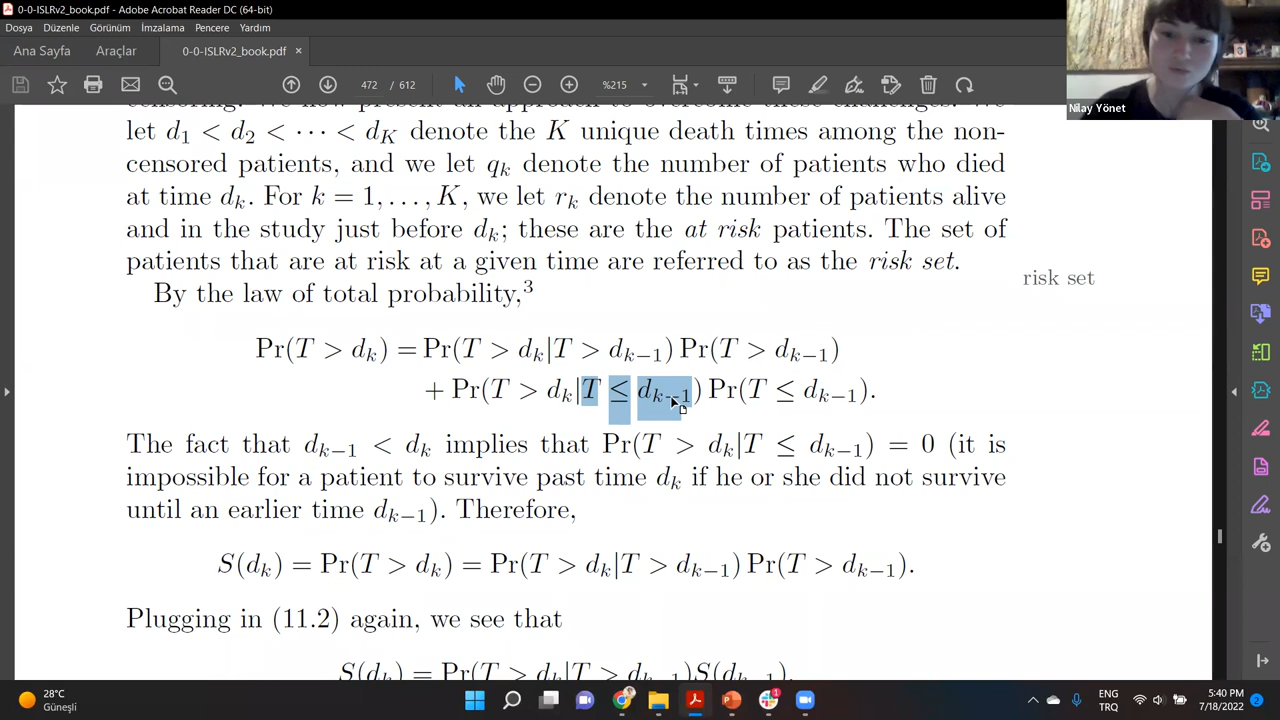 0-0-ISLRv2_book.pdf - Adobe Acrobat Reader DC (64-bit)
Dosya Düzenle Görünüm İmzalama Pencere Yardım
Ana Sayfa Araçlar 0-0-ISLRv2_book.pdf ×
472 / 612 %215
Nilay Yönet
let d₁ < d₂ < ··· < d_K denote the K unique death times among the non-
censored patients, and we let q_k denote the number of patients who died
at time d_k. For k = 1, . . . , K, we let r_k denote the number of patients alive
and in the study just before d_k; these are the at risk patients. The set of
patients that are at risk at a given time are referred to as the risk set.
risk set
By the law of total probability,³
Pr(T > d_k) = Pr(T > d_k|T > d_{k−1}) Pr(T > d_{k−1})
+ Pr(T > d_k|T ≤ d_{k−1}) Pr(T ≤ d_{k−1}).
The fact that d_{k−1} < d_k implies that Pr(T > d_k|T ≤ d_{k−1}) = 0 (it is
impossible for a patient to survive past time d_k if he or she did not survive
until an earlier time d_{k−1}). Therefore,
S(d_k) = Pr(T > d_k) = Pr(T > d_k|T > d_{k−1}) Pr(T > d_{k−1}).
Plugging in (11.2) again, we see that
S(d_k) = Pr(T > d_k|T > d_{k−1})S(d_{k−1}).
28°C
Güneşli
ENG
TRQ
5:40 PM
7/18/2022
2
1